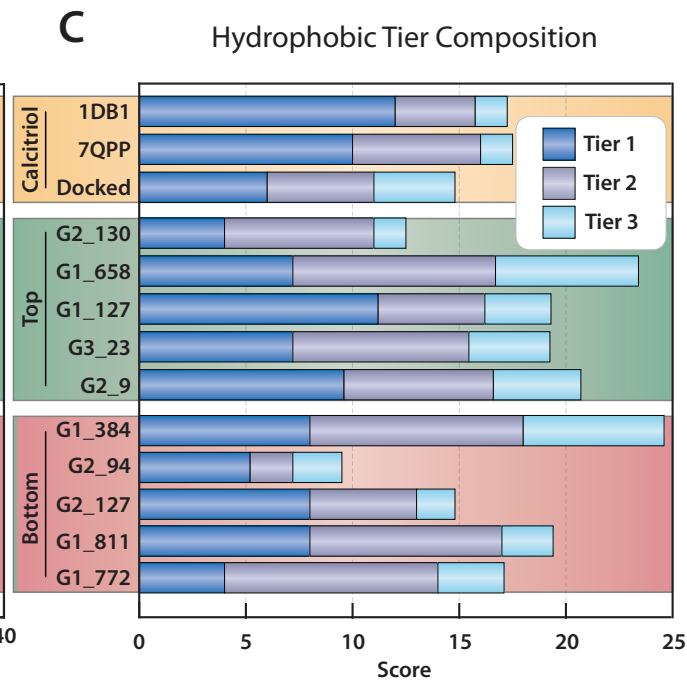 C
Hydrophobic Tier Composition
Calcitriol
1DB1
7QPP
Docked
Tier 1
Tier 2
Tier 3
Top
G2_130
G1_658
G1_127
G3_23
G2_9
Bottom
G1_384
G2_94
G2_127
G1_811
G1_772
0 5 10 15 20 25
Score